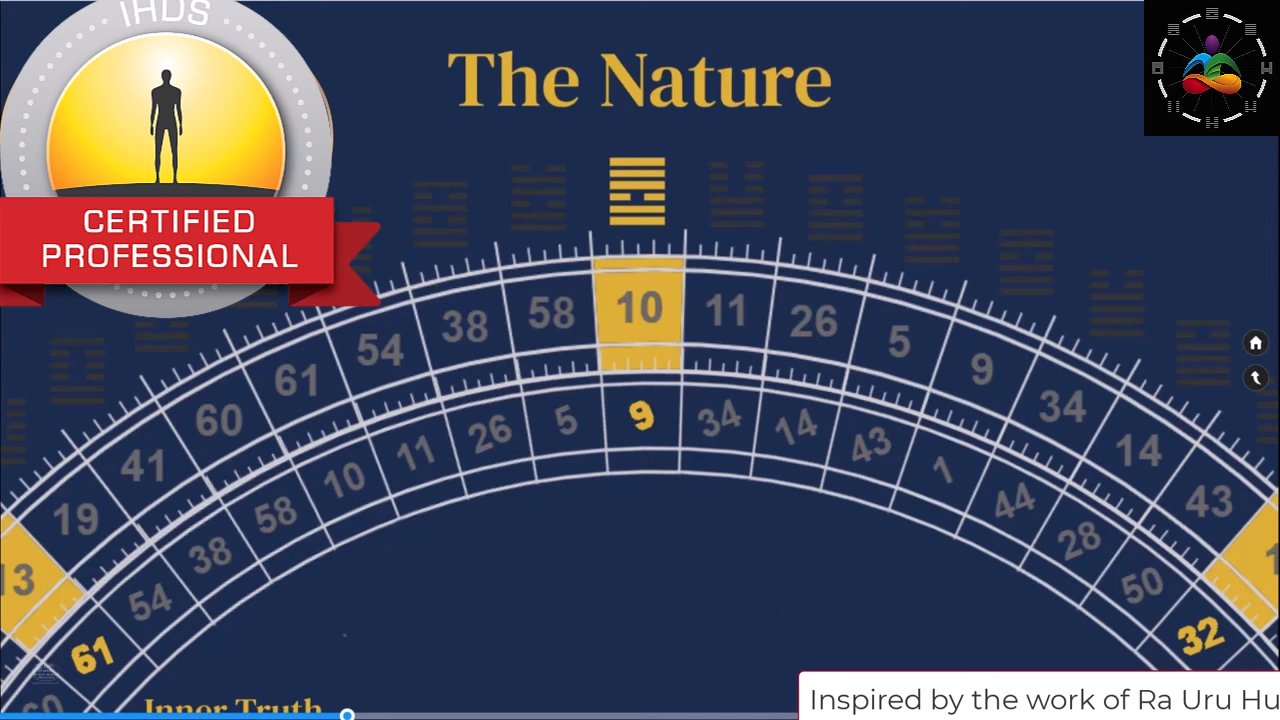 IHDS
CERTIFIED
PROFESSIONAL
The Nature
58 10 11
38 26
54 5
61 9
60 34
41 14
19 43
13
9
5 34
26 14
11 43
10 1
58 44
38 28
54 50
61 32
60
Inner Truth
Inspired by the work of Ra Uru Hu